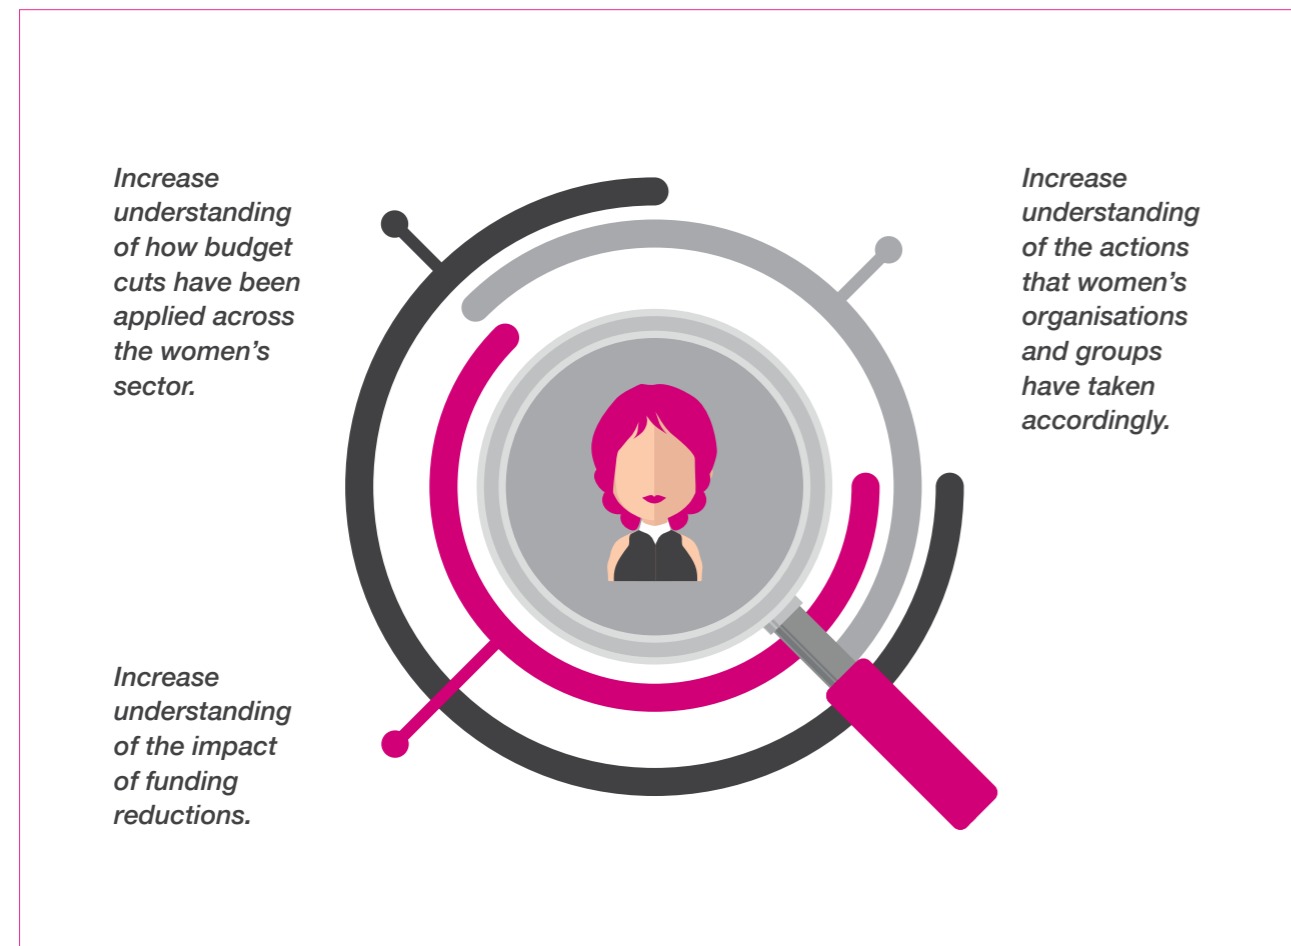 Increase
understanding
of how budget
cuts have been
applied across
the women’s
sector.
Increase
understanding
of the actions
that women’s
organisations
and groups
have taken
accordingly.
Increase
understanding
of the impact
of funding
reductions.